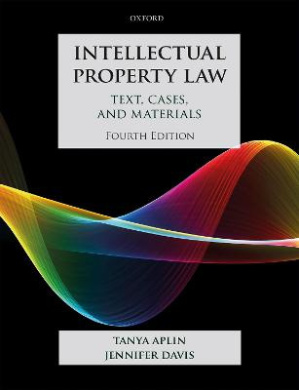 OXFORD
INTELLECTUAL
PROPERTY LAW
TEXT, CASES,
AND MATERIALS
FOURTH EDITION
TANYA APLIN
JENNIFER DAVIS